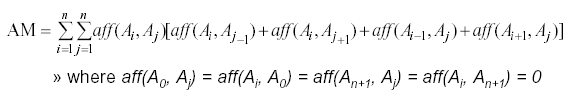 AM = ∑_{i=1}^{n} ∑_{j=1}^{n} aff(A_i, A_j)[aff(A_i, A_{j−1}) + aff(A_i, A_{j+1}) + aff(A_{i−1}, A_j) + aff(A_{i+1}, A_j)]
» where aff(A_0, A_j) = aff(A_i, A_0) = aff(A_{n+1}, A_j) = aff(A_i, A_{n+1}) = 0